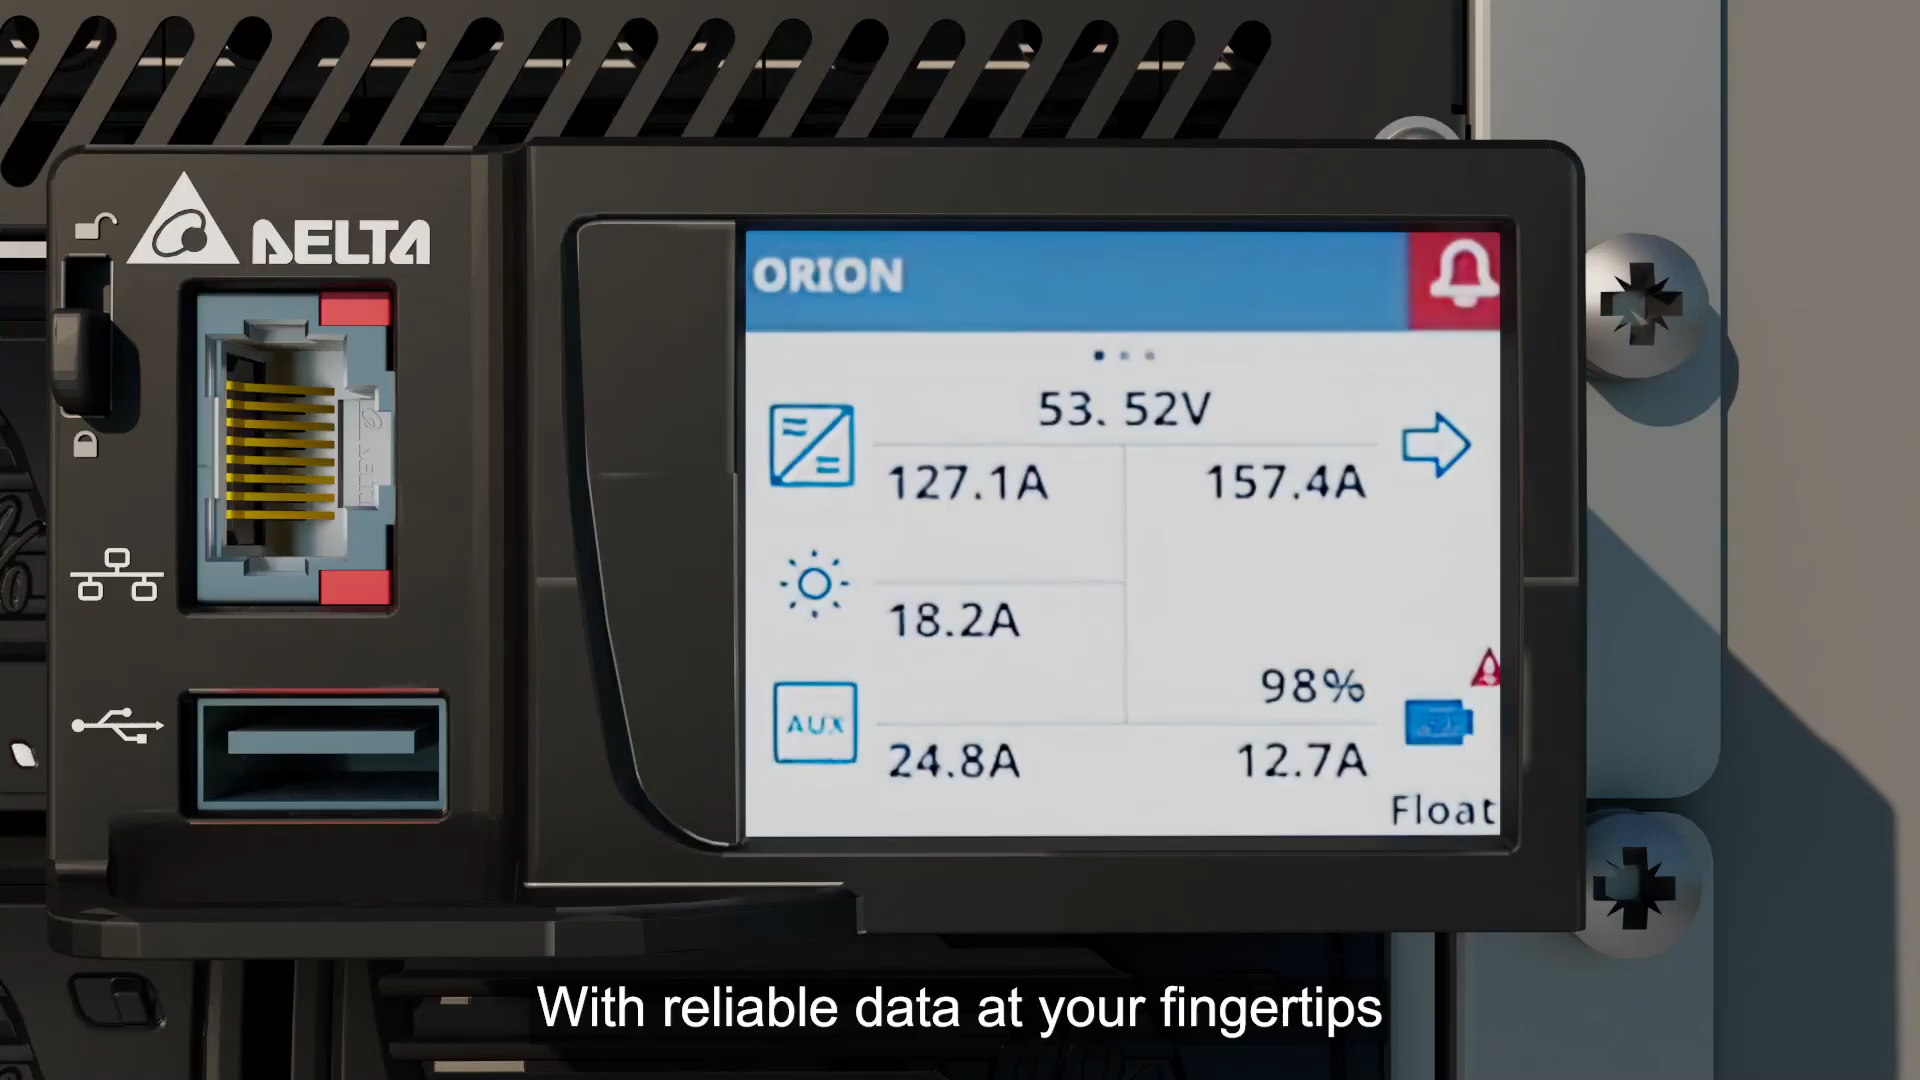 DELTA
ORION
53. 52V
127.1A
157.4A
18.2A
98%
AUX
24.8A
12.7A
Float
With reliable data at your fingertips